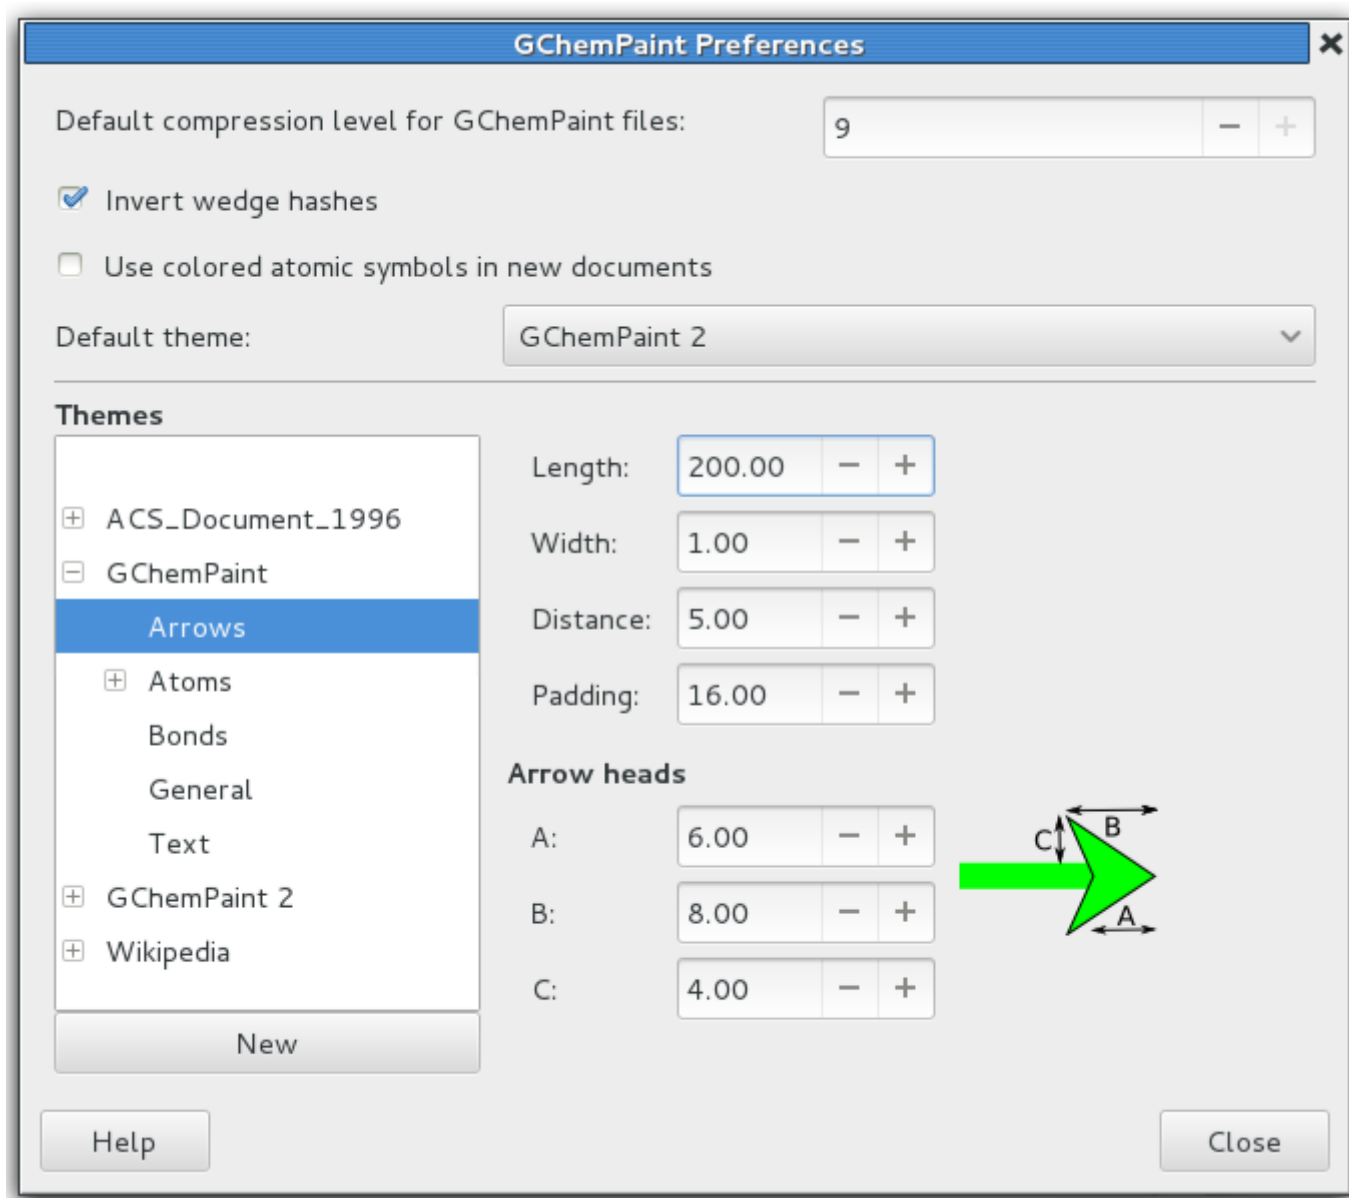 GChemPaint Preferences
Default compression level for GChemPaint files: 9
Invert wedge hashes
Use colored atomic symbols in new documents
Default theme: GChemPaint 2
Themes
ACS_Document_1996
GChemPaint
Arrows
Atoms
Bonds
General
Text
GChemPaint 2
Wikipedia
New
Length: 200.00
Width: 1.00
Distance: 5.00
Padding: 16.00
Arrow heads
A: 6.00
B: 8.00
C: 4.00
B
C
A
Help
Close